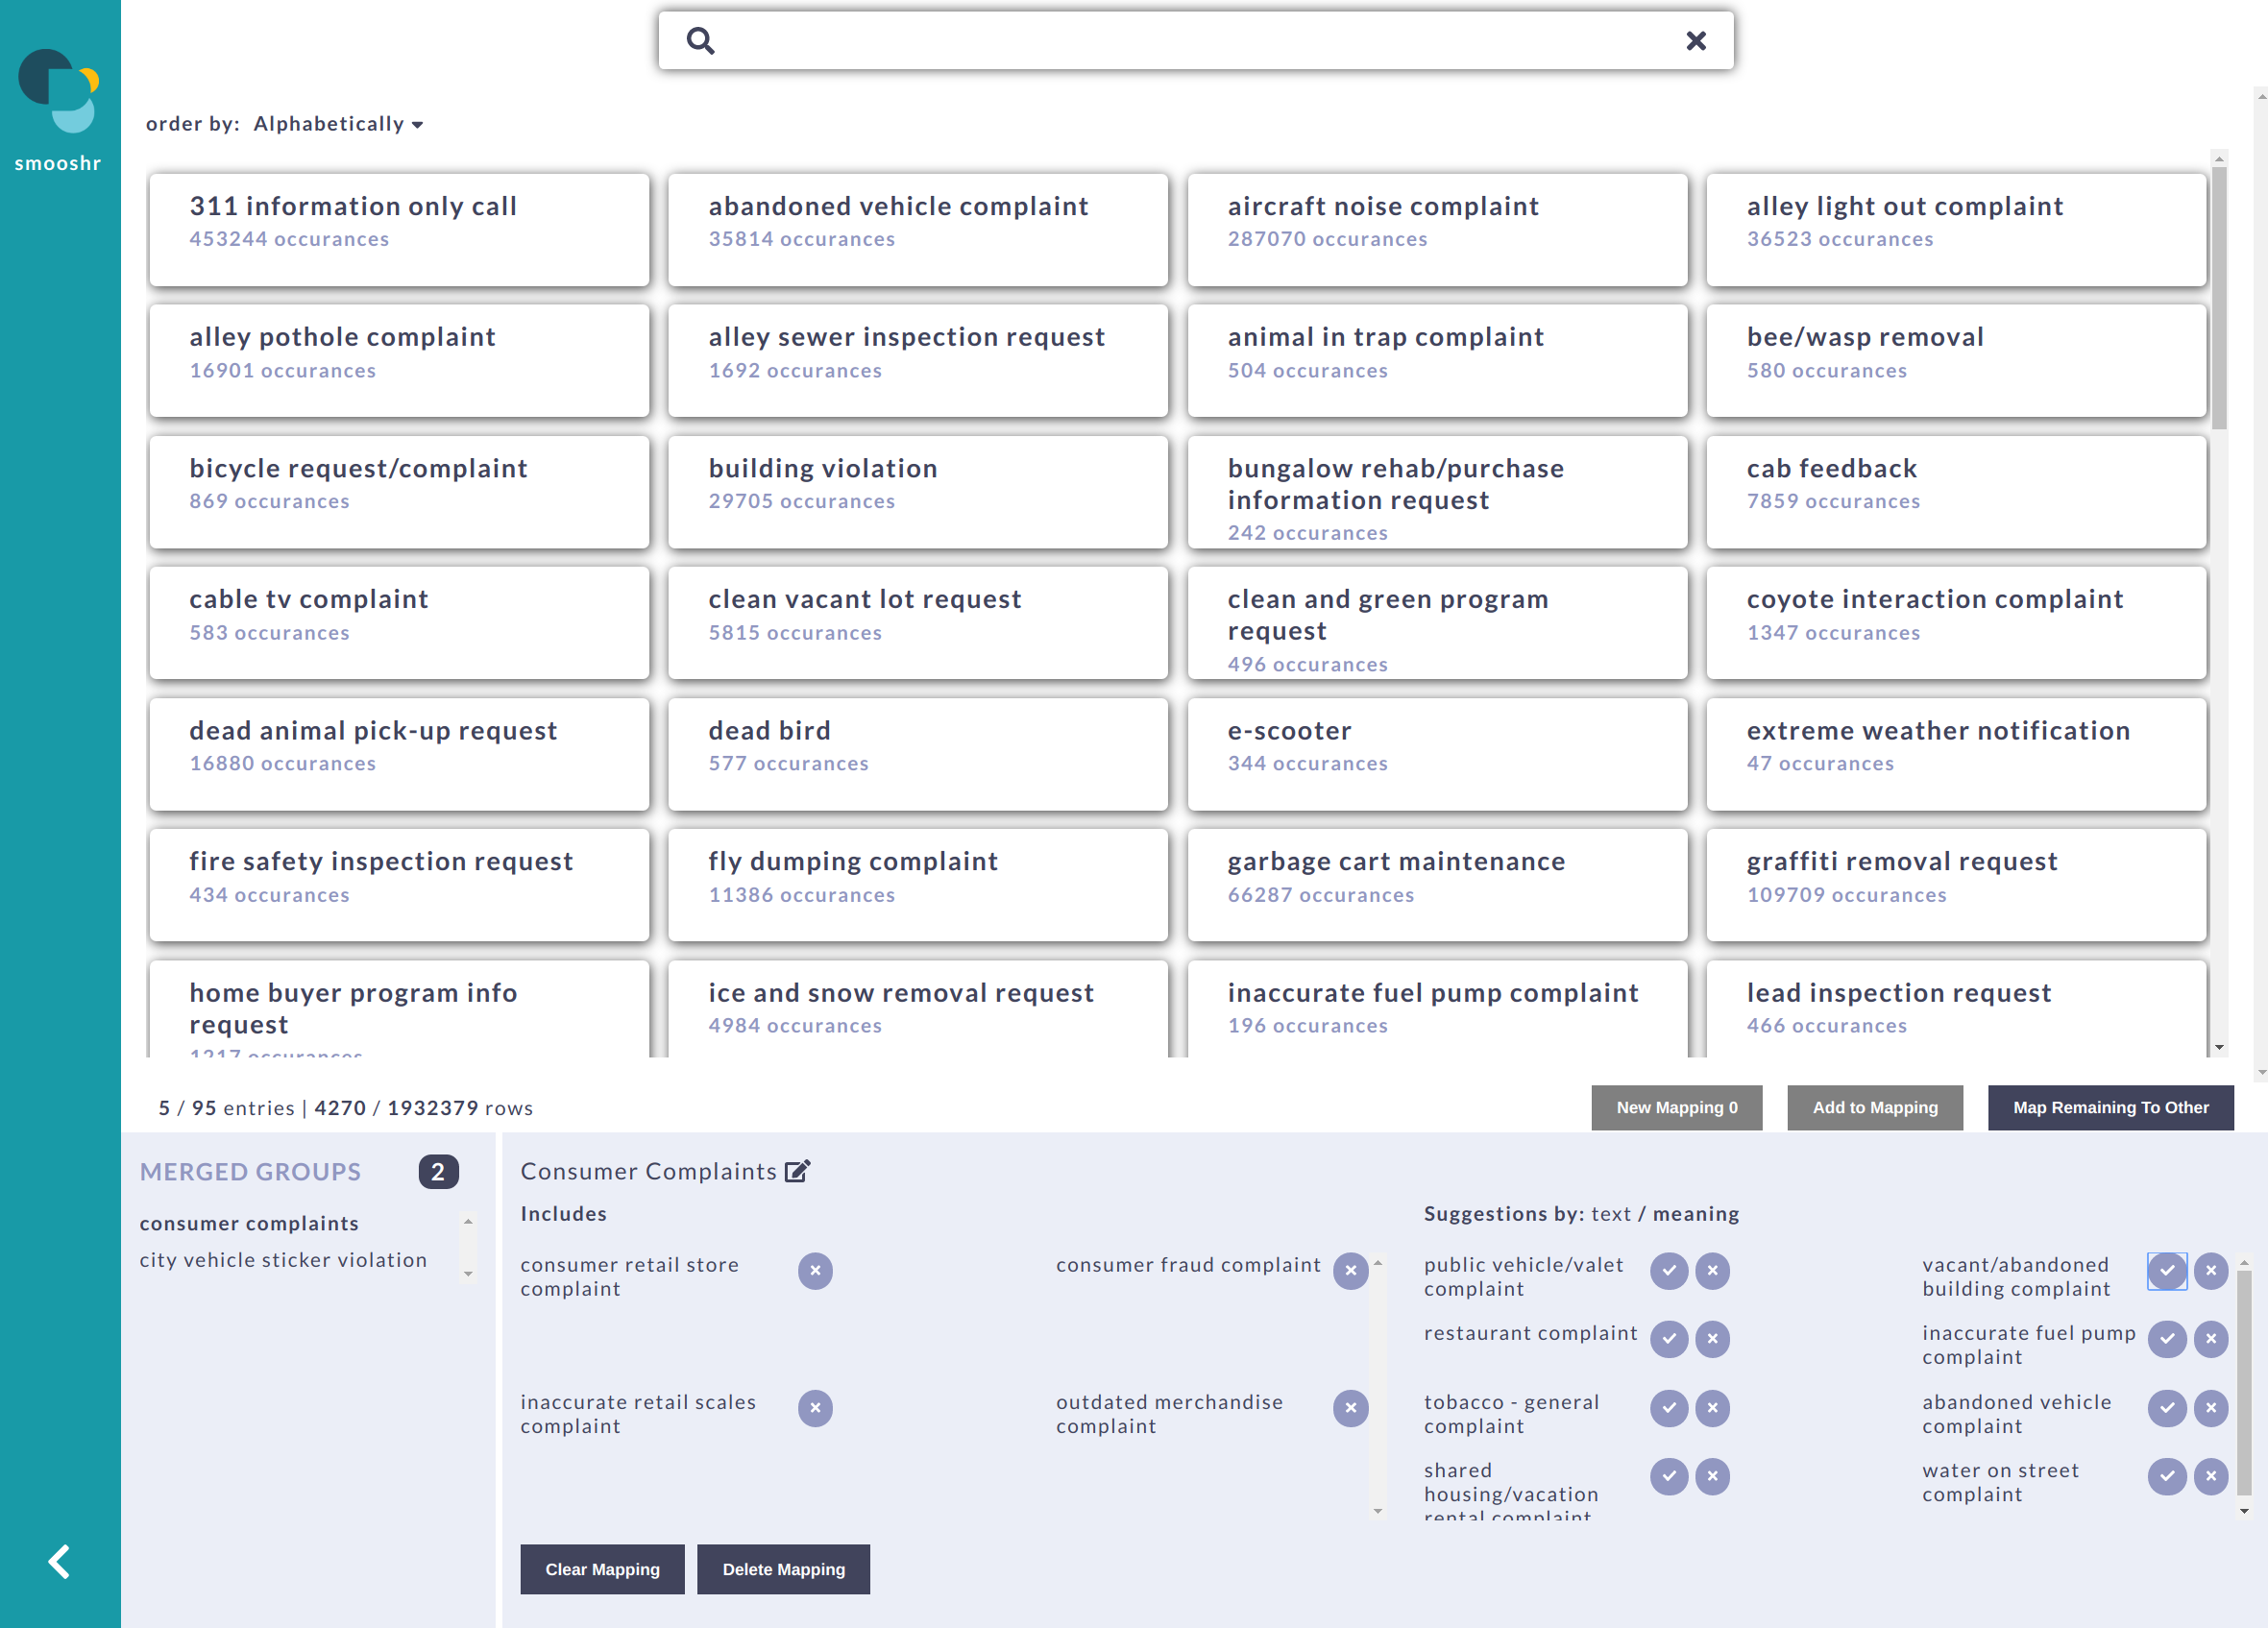 smooshr
order by: Alphabetically
311 information only call
453244 occurances
abandoned vehicle complaint
35814 occurances
aircraft noise complaint
287070 occurances
alley light out complaint
36523 occurances
alley pothole complaint
16901 occurances
alley sewer inspection request
1692 occurances
animal in trap complaint
504 occurances
bee/wasp removal
580 occurances
bicycle request/complaint
869 occurances
building violation
29705 occurances
bungalow rehab/purchase
information request
242 occurances
cab feedback
7859 occurances
cable tv complaint
583 occurances
clean vacant lot request
5815 occurances
clean and green program
request
496 occurances
coyote interaction complaint
1347 occurances
dead animal pick-up request
16880 occurances
dead bird
577 occurances
e-scooter
344 occurances
extreme weather notification
47 occurances
fire safety inspection request
434 occurances
fly dumping complaint
11386 occurances
garbage cart maintenance
66287 occurances
graffiti removal request
109709 occurances
home buyer program info
request
1217 occurances
ice and snow removal request
4984 occurances
inaccurate fuel pump complaint
196 occurances
lead inspection request
466 occurances
5 / 95 entries | 4270 / 1932379 rows
New Mapping 0
Add to Mapping
Map Remaining To Other
MERGED GROUPS 2
consumer complaints
city vehicle sticker violation
Consumer Complaints
Includes
consumer retail store
complaint
consumer fraud complaint
inaccurate retail scales
complaint
outdated merchandise
complaint
Clear Mapping
Delete Mapping
Suggestions by: text / meaning
public vehicle/valet
complaint
vacant/abandoned
building complaint
restaurant complaint
inaccurate fuel pump
complaint
tobacco - general
complaint
abandoned vehicle
complaint
shared
housing/vacation
rental complaint
water on street
complaint